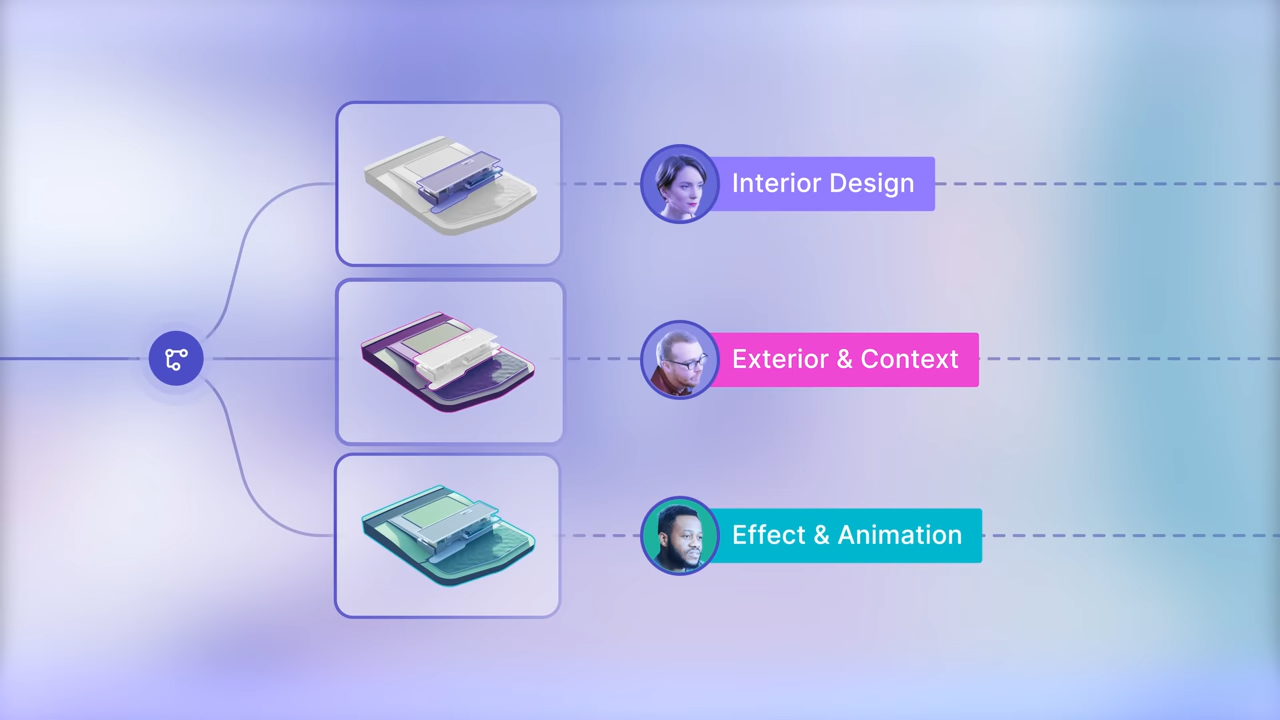 Interior Design
Exterior & Context
Effect & Animation